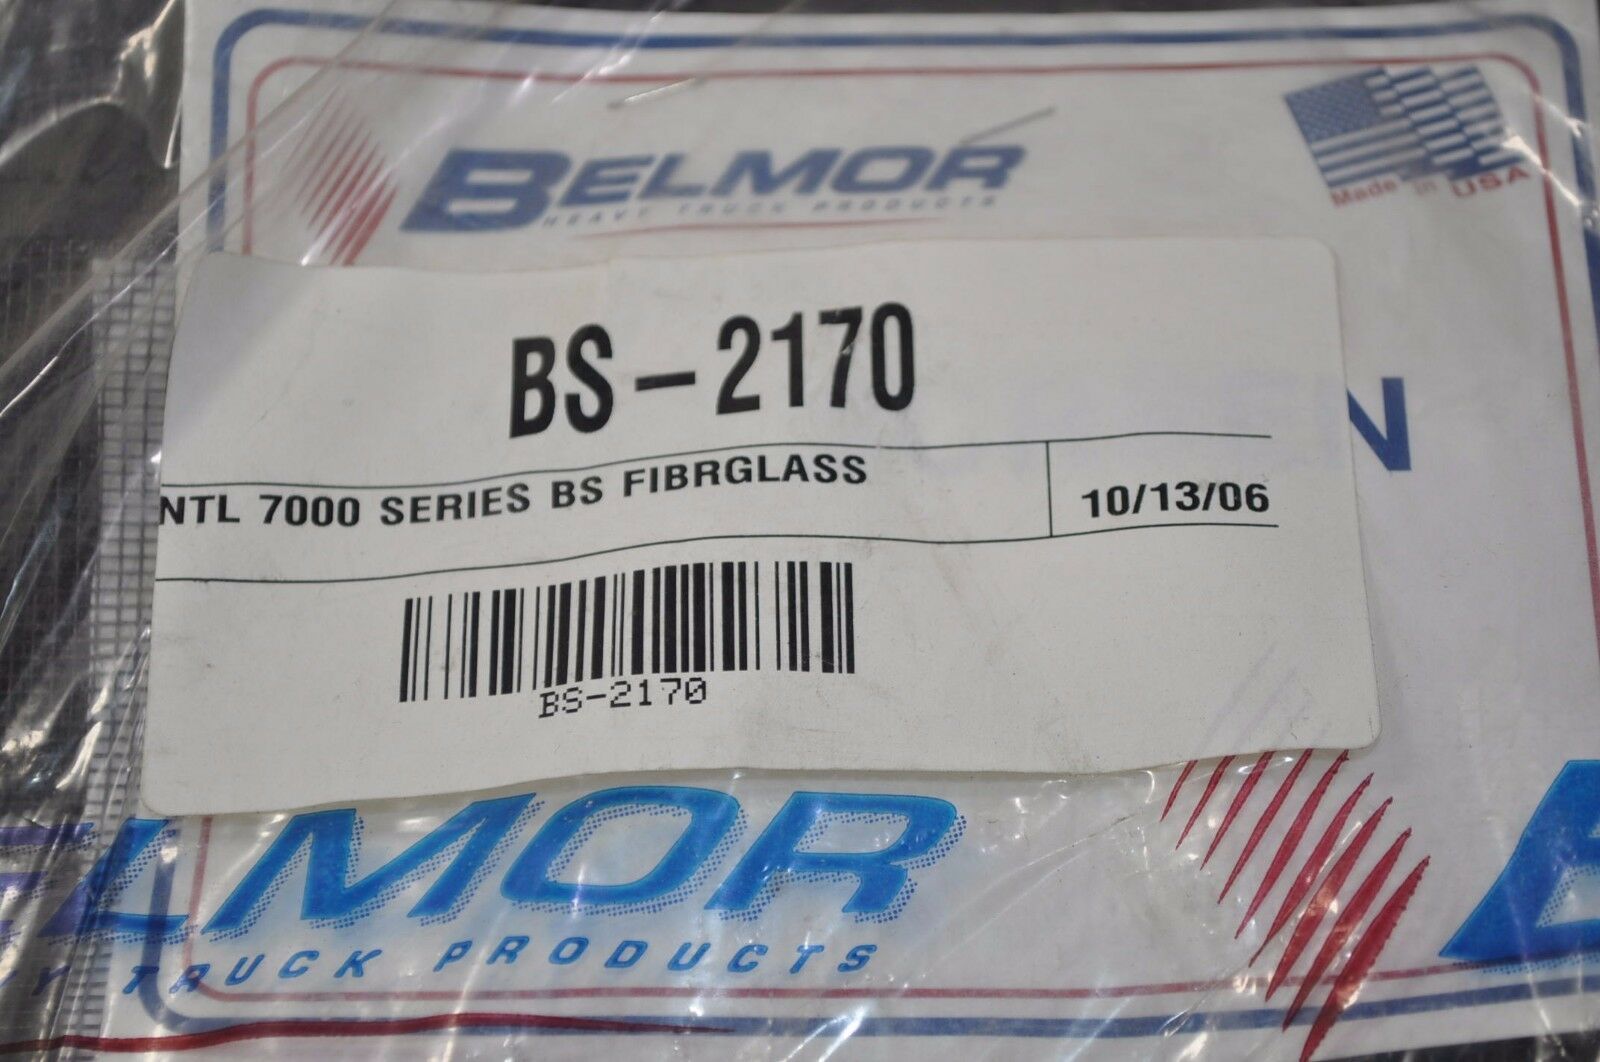 BELMOR
HEAVY TRUCK PRODUCTS
Made in USA
BS-2170
NTL 7000 SERIES BS FIBRGLASS
10/13/06
BS-2170
N
ELMOR
Y TRUCK PRODUCTS
B